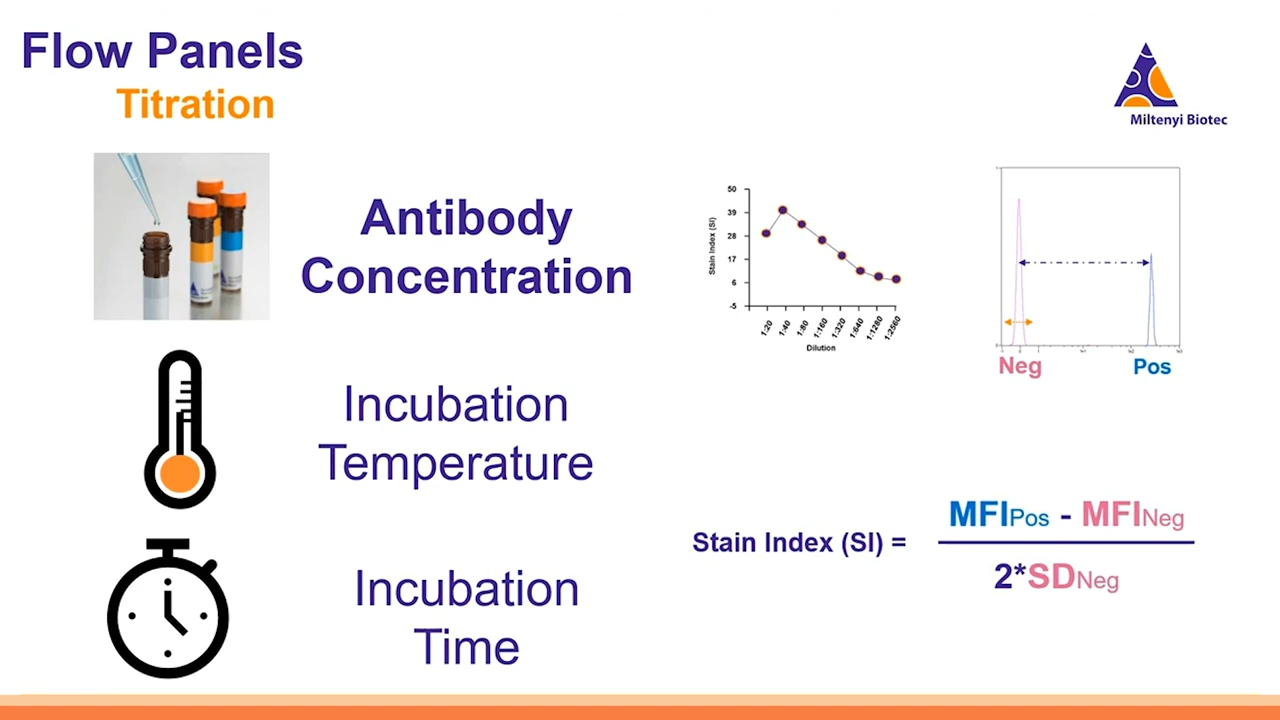 Flow Panels
Titration
Miltenyi Biotec
Antibody
Concentration
Incubation
Temperature
Incubation
Time
Stain Index (SI)
50
39
28
17
6
-5
1:20
1:40
1:80
1:160
1:320
1:640
1:1280
1:2560
Dilution
Neg
Pos
Stain Index (SI) =
MFIPos - MFINeg
2*SDNeg